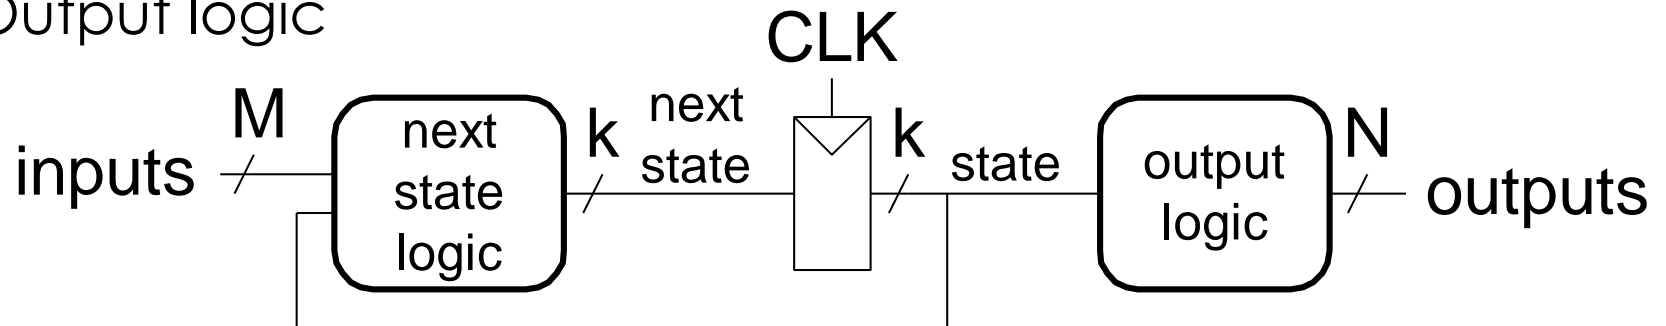 Output logic
CLK
inputs
M
next
state
logic
k
next
state
k
state
output
logic
N
outputs